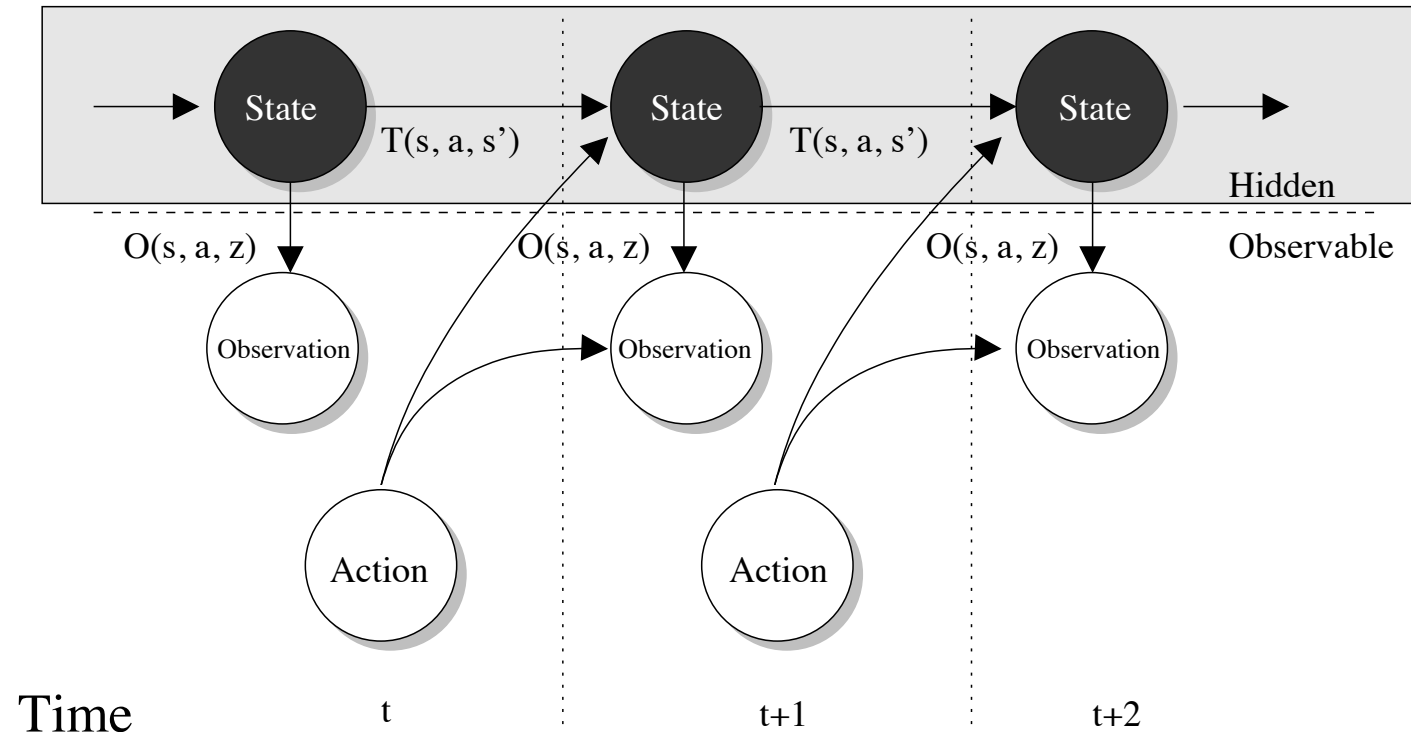 State
State
State
T(s, a, s’)
T(s, a, s’)
Hidden
O(s, a, z)
O(s, a, z)
O(s, a, z)
Observable
Observation
Observation
Observation
Action
Action
Time
t
t+1
t+2